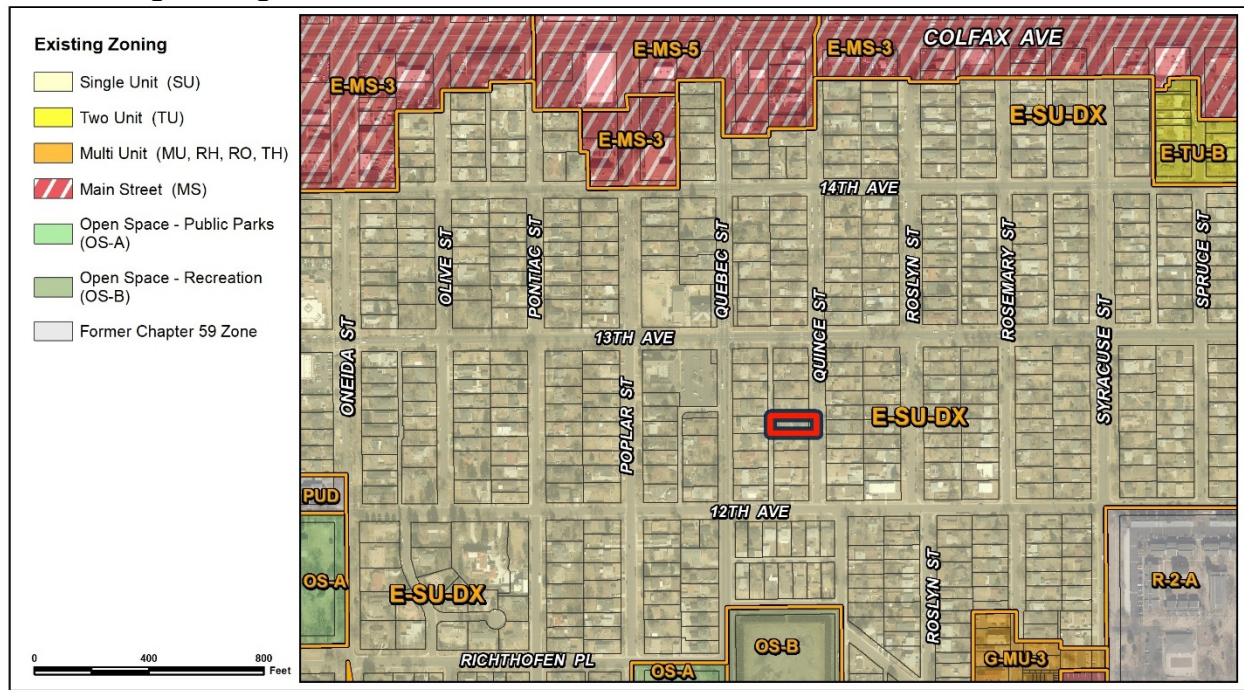 Existing Zoning
Single Unit (SU)
Two Unit (TU)
Multi Unit (MU, RH, RO, TH)
Main Street (MS)
Open Space - Public Parks
(OS-A)
Open Space - Recreation
(OS-B)
Former Chapter 59 Zone
0 400 800
Feet
COLFAX AVE
E-MS-5
E-MS-3
E-MS-3
E-MS-3
E-SU-DX
E-TU-B
14TH AVE
OLIVE ST
PONTIAC ST
QUEBEC ST
QUINCE ST
ROSLYN ST
ROSEMARY ST
SPRUCE ST
ONEIDA ST
13TH AVE
POPLAR ST
SYRACUSE ST
E-SU-DX
PUD
12TH AVE
OS-A
E-SU-DX
ROSLYN ST
R-2-A
RICHTHOFEN PL
OS-A
OS-B
G-MU-3